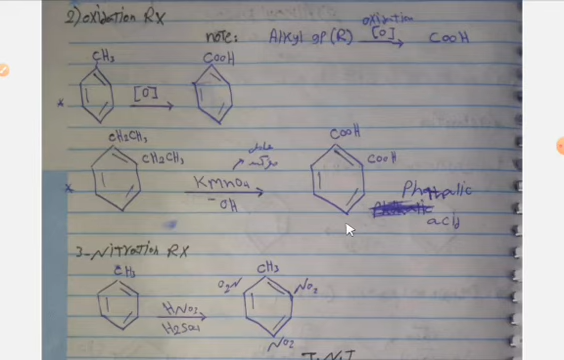 2) oxidation RX
note: Alkyl gp (R) oxidation [O] → COOH
CH3 COOH
* [O]
CH2CH3
CH2CH3
COOH
COOH
* KMnO4
-OH
Phthalic
acid
3-Nitration RX
CH3
HNO3
H2SO4
CH3
O2N NO2
NO2
T.N.T